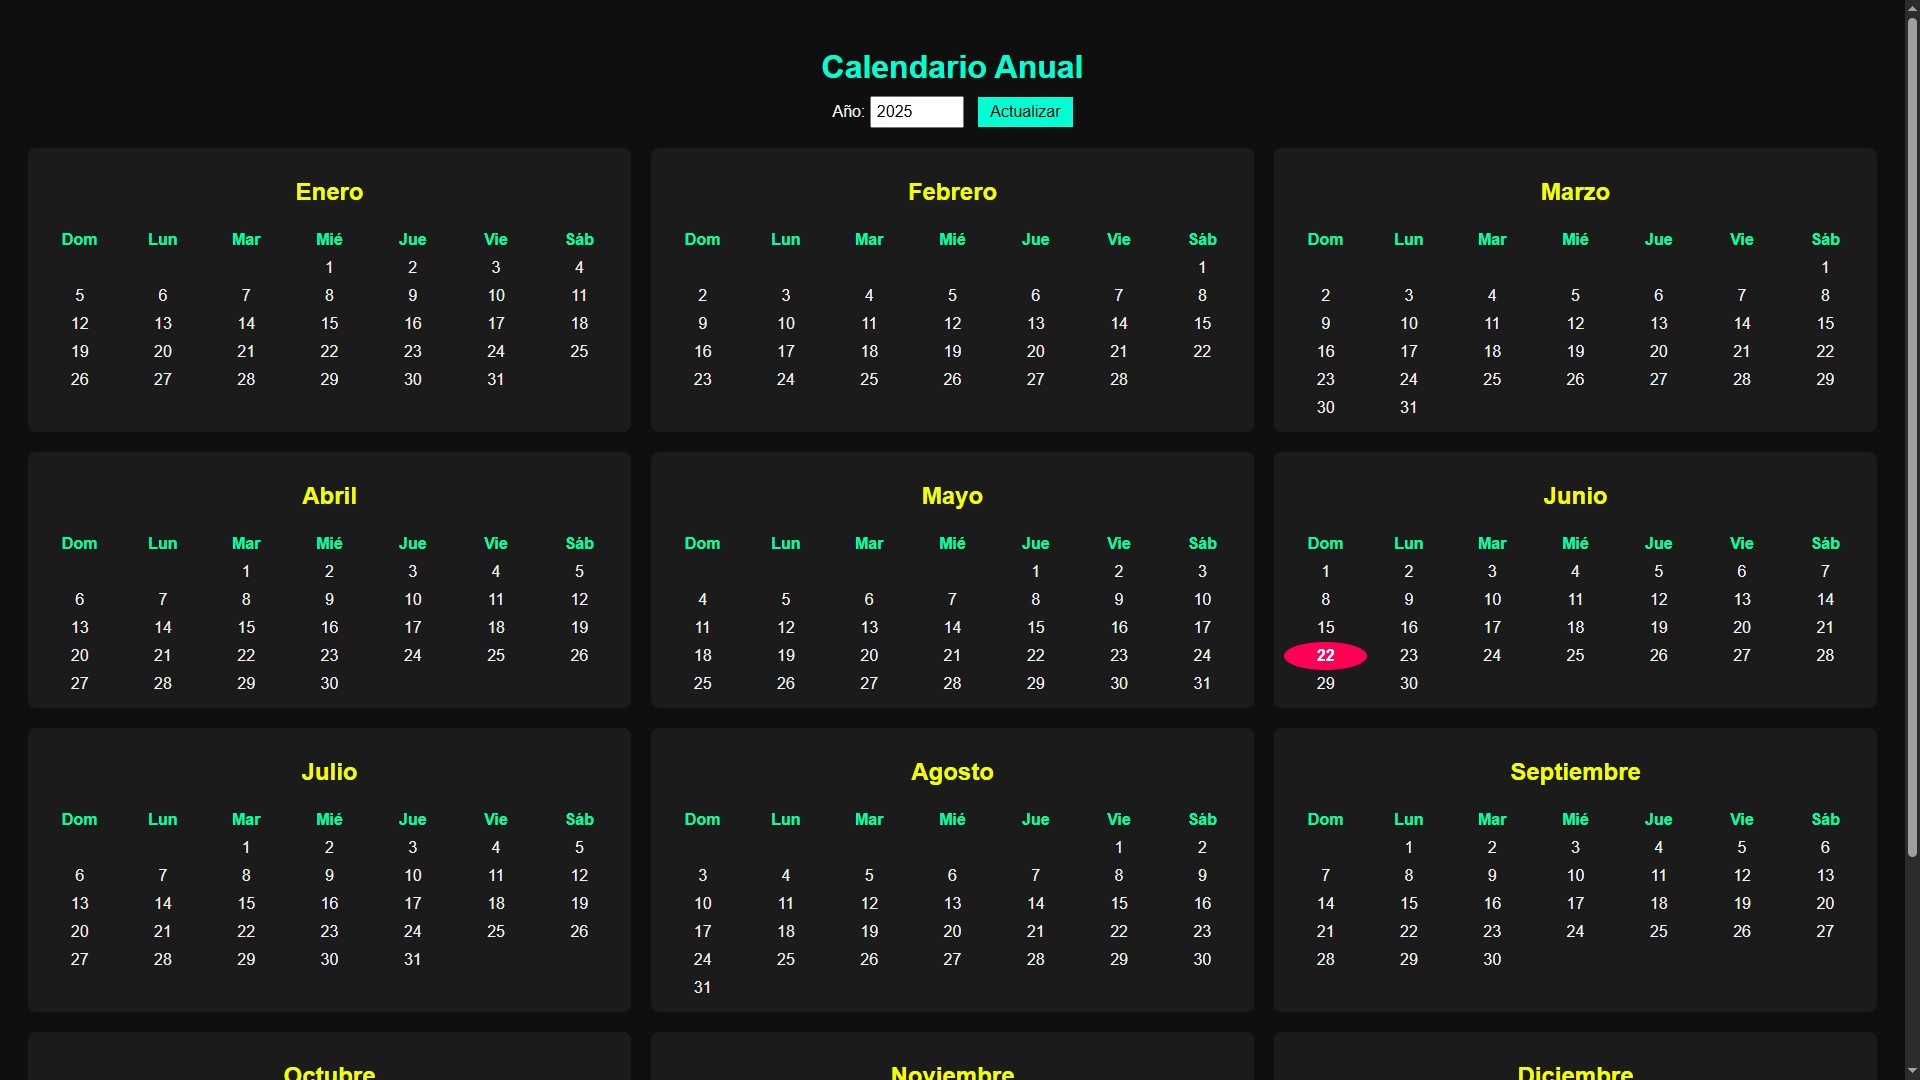 Calendario Anual
Año: 2025 Actualizar
Enero
Dom Lun Mar Mié Jue Vie Sáb
1 2 3 4
5 6 7 8 9 10 11
12 13 14 15 16 17 18
19 20 21 22 23 24 25
26 27 28 29 30 31
Febrero
Dom Lun Mar Mié Jue Vie Sáb
1
2 3 4 5 6 7 8
9 10 11 12 13 14 15
16 17 18 19 20 21 22
23 24 25 26 27 28
Marzo
Dom Lun Mar Mié Jue Vie Sáb
1
2 3 4 5 6 7 8
9 10 11 12 13 14 15
16 17 18 19 20 21 22
23 24 25 26 27 28 29
30 31
Abril
Dom Lun Mar Mié Jue Vie Sáb
1 2 3 4 5
6 7 8 9 10 11 12
13 14 15 16 17 18 19
20 21 22 23 24 25 26
27 28 29 30
Mayo
Dom Lun Mar Mié Jue Vie Sáb
1 2 3
4 5 6 7 8 9 10
11 12 13 14 15 16 17
18 19 20 21 22 23 24
25 26 27 28 29 30 31
Junio
Dom Lun Mar Mié Jue Vie Sáb
1 2 3 4 5 6 7
8 9 10 11 12 13 14
15 16 17 18 19 20 21
22 23 24 25 26 27 28
29 30
Julio
Dom Lun Mar Mié Jue Vie Sáb
1 2 3 4 5
6 7 8 9 10 11 12
13 14 15 16 17 18 19
20 21 22 23 24 25 26
27 28 29 30 31
Agosto
Dom Lun Mar Mié Jue Vie Sáb
1 2
3 4 5 6 7 8 9
10 11 12 13 14 15 16
17 18 19 20 21 22 23
24 25 26 27 28 29 30
31
Septiembre
Dom Lun Mar Mié Jue Vie Sáb
1 2 3 4 5 6
7 8 9 10 11 12 13
14 15 16 17 18 19 20
21 22 23 24 25 26 27
28 29 30
Octubre
Noviembre
Diciembre